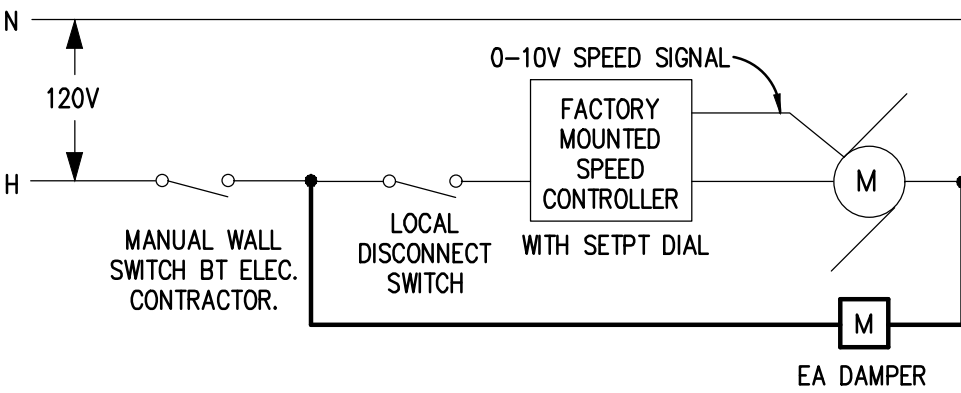 N
0-10V SPEED SIGNAL
120V
FACTORY
MOUNTED
SPEED
CONTROLLER
H
M
LOCAL
DISCONNECT
SWITCH
WITH SETPT DIAL
MANUAL WALL
SWITCH BT ELEC.
CONTRACTOR.
M
EA DAMPER